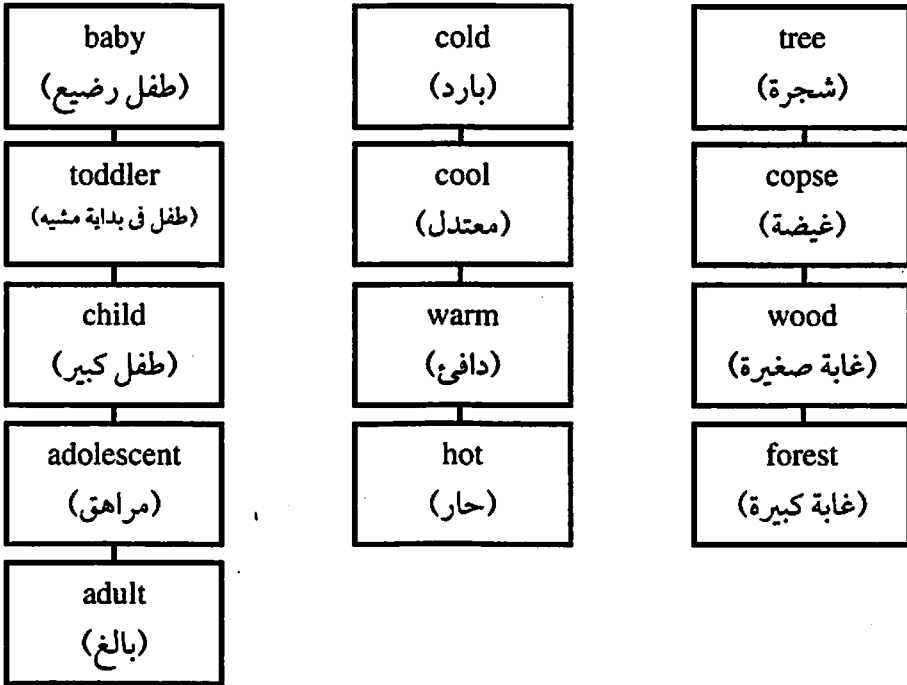 baby
(طفل رضيع)
toddler
(طفل فى بداية مشيه)
child
(طفل كبير)
adolescent
(مراهق)
adult
(بالغ)
cold
(بارد)
cool
(معتدل)
warm
(دافئ)
hot
(حار)
tree
(شجرة)
copse
(غيضة)
wood
(غابة صغيرة)
forest
(غابة كبيرة)